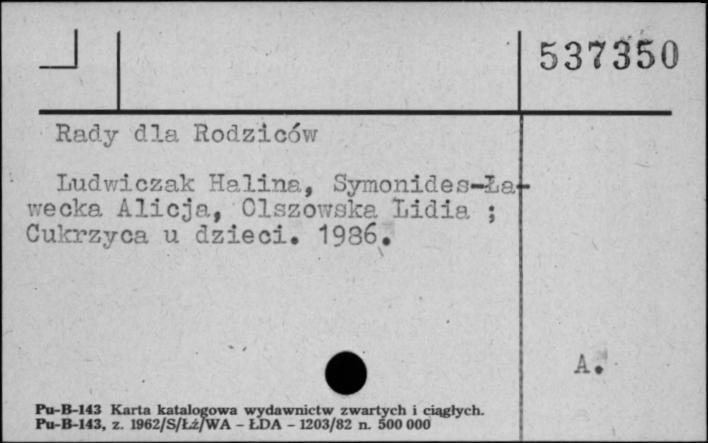 537350
Rady dla Rodziców
Ludwiczak Halina, Symonides-Ła-
wecka Alicja, Olszowska Lidia ;
Cukrzyca u dzieci. 1986.
A.
Pu-B-143 Karta katalogowa wydawnictw zwartych i ciągłych.
Pu-B-143, z. 1962/S/Łź/WA - ŁDA - 1203/82 n. 500 000